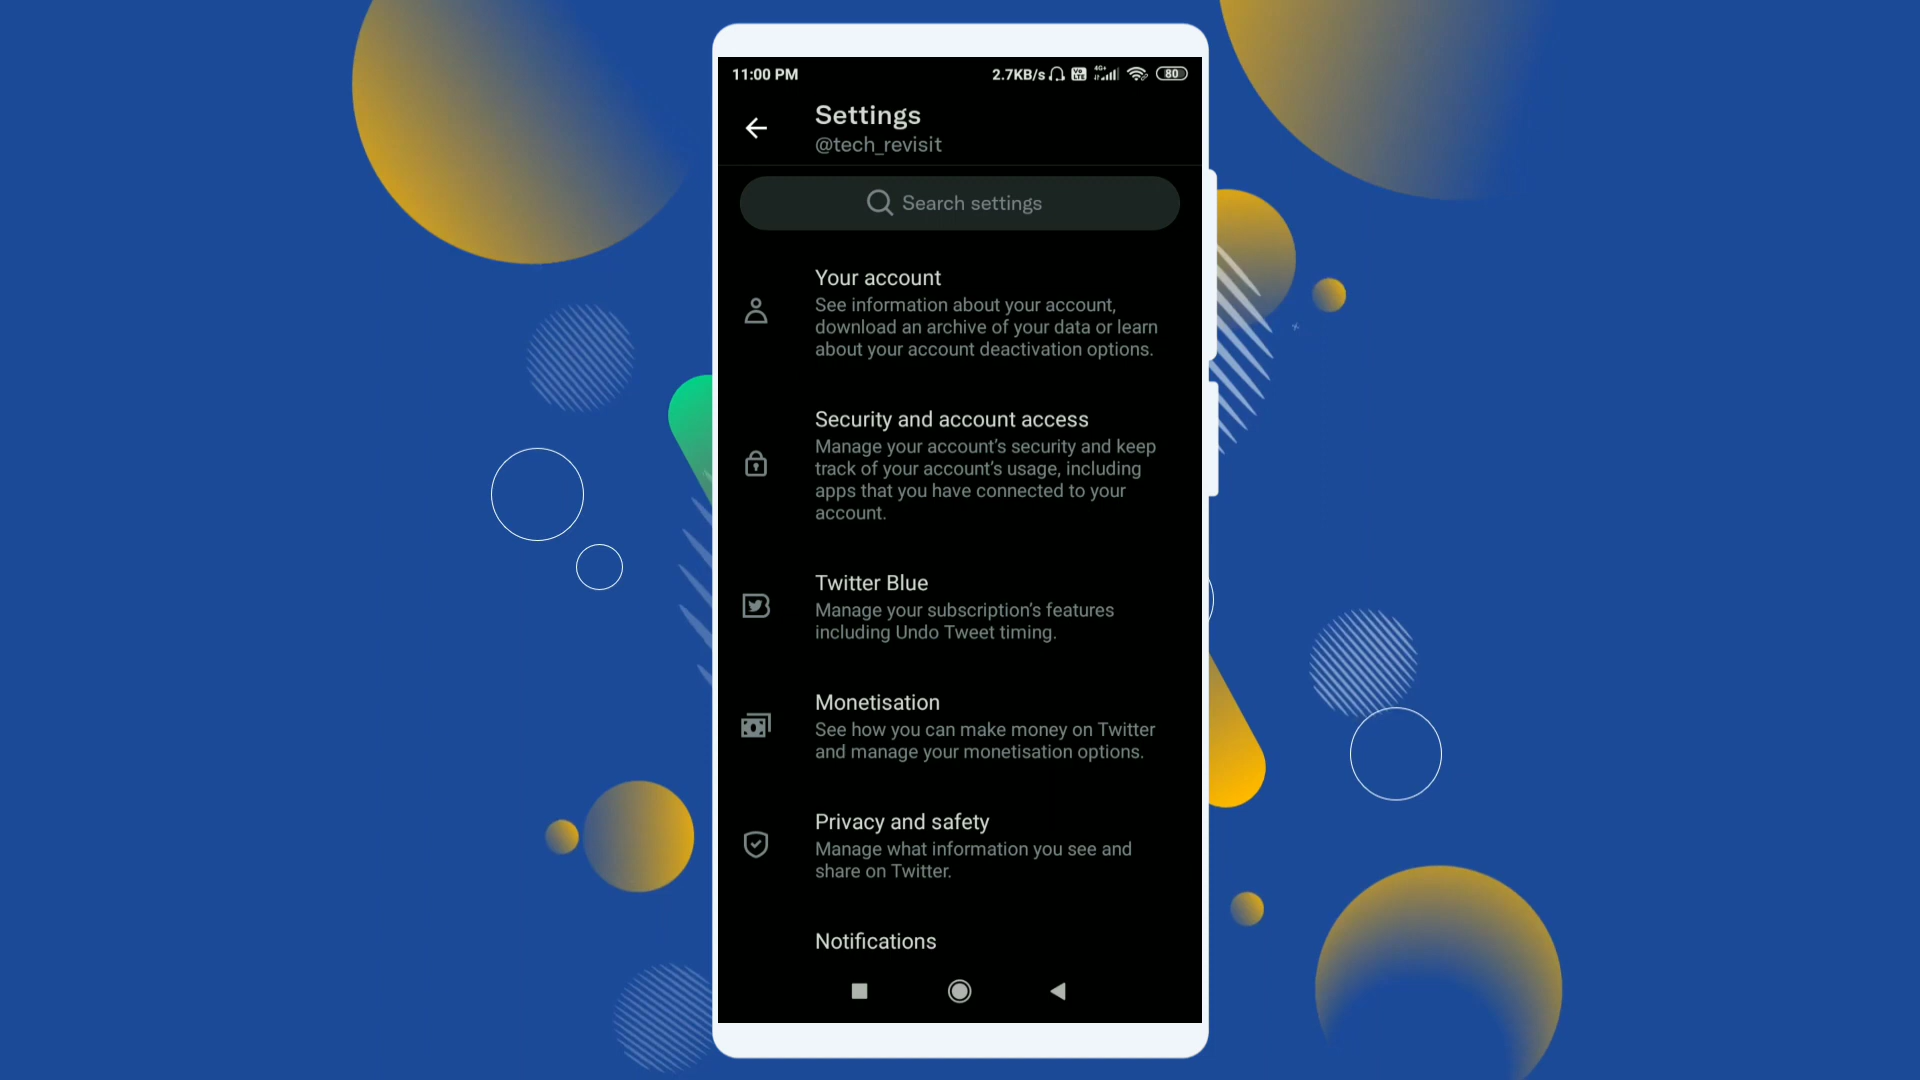 11:00 PM 2.7KB/s 4G+ 80
Settings
@tech_revisit
Search settings
Your account
See information about your account,
download an archive of your data or learn
about your account deactivation options.
Security and account access
Manage your account’s security and keep
track of your account’s usage, including
apps that you have connected to your
account.
Twitter Blue
Manage your subscription’s features
including Undo Tweet timing.
Monetisation
See how you can make money on Twitter
and manage your monetisation options.
Privacy and safety
Manage what information you see and
share on Twitter.
Notifications